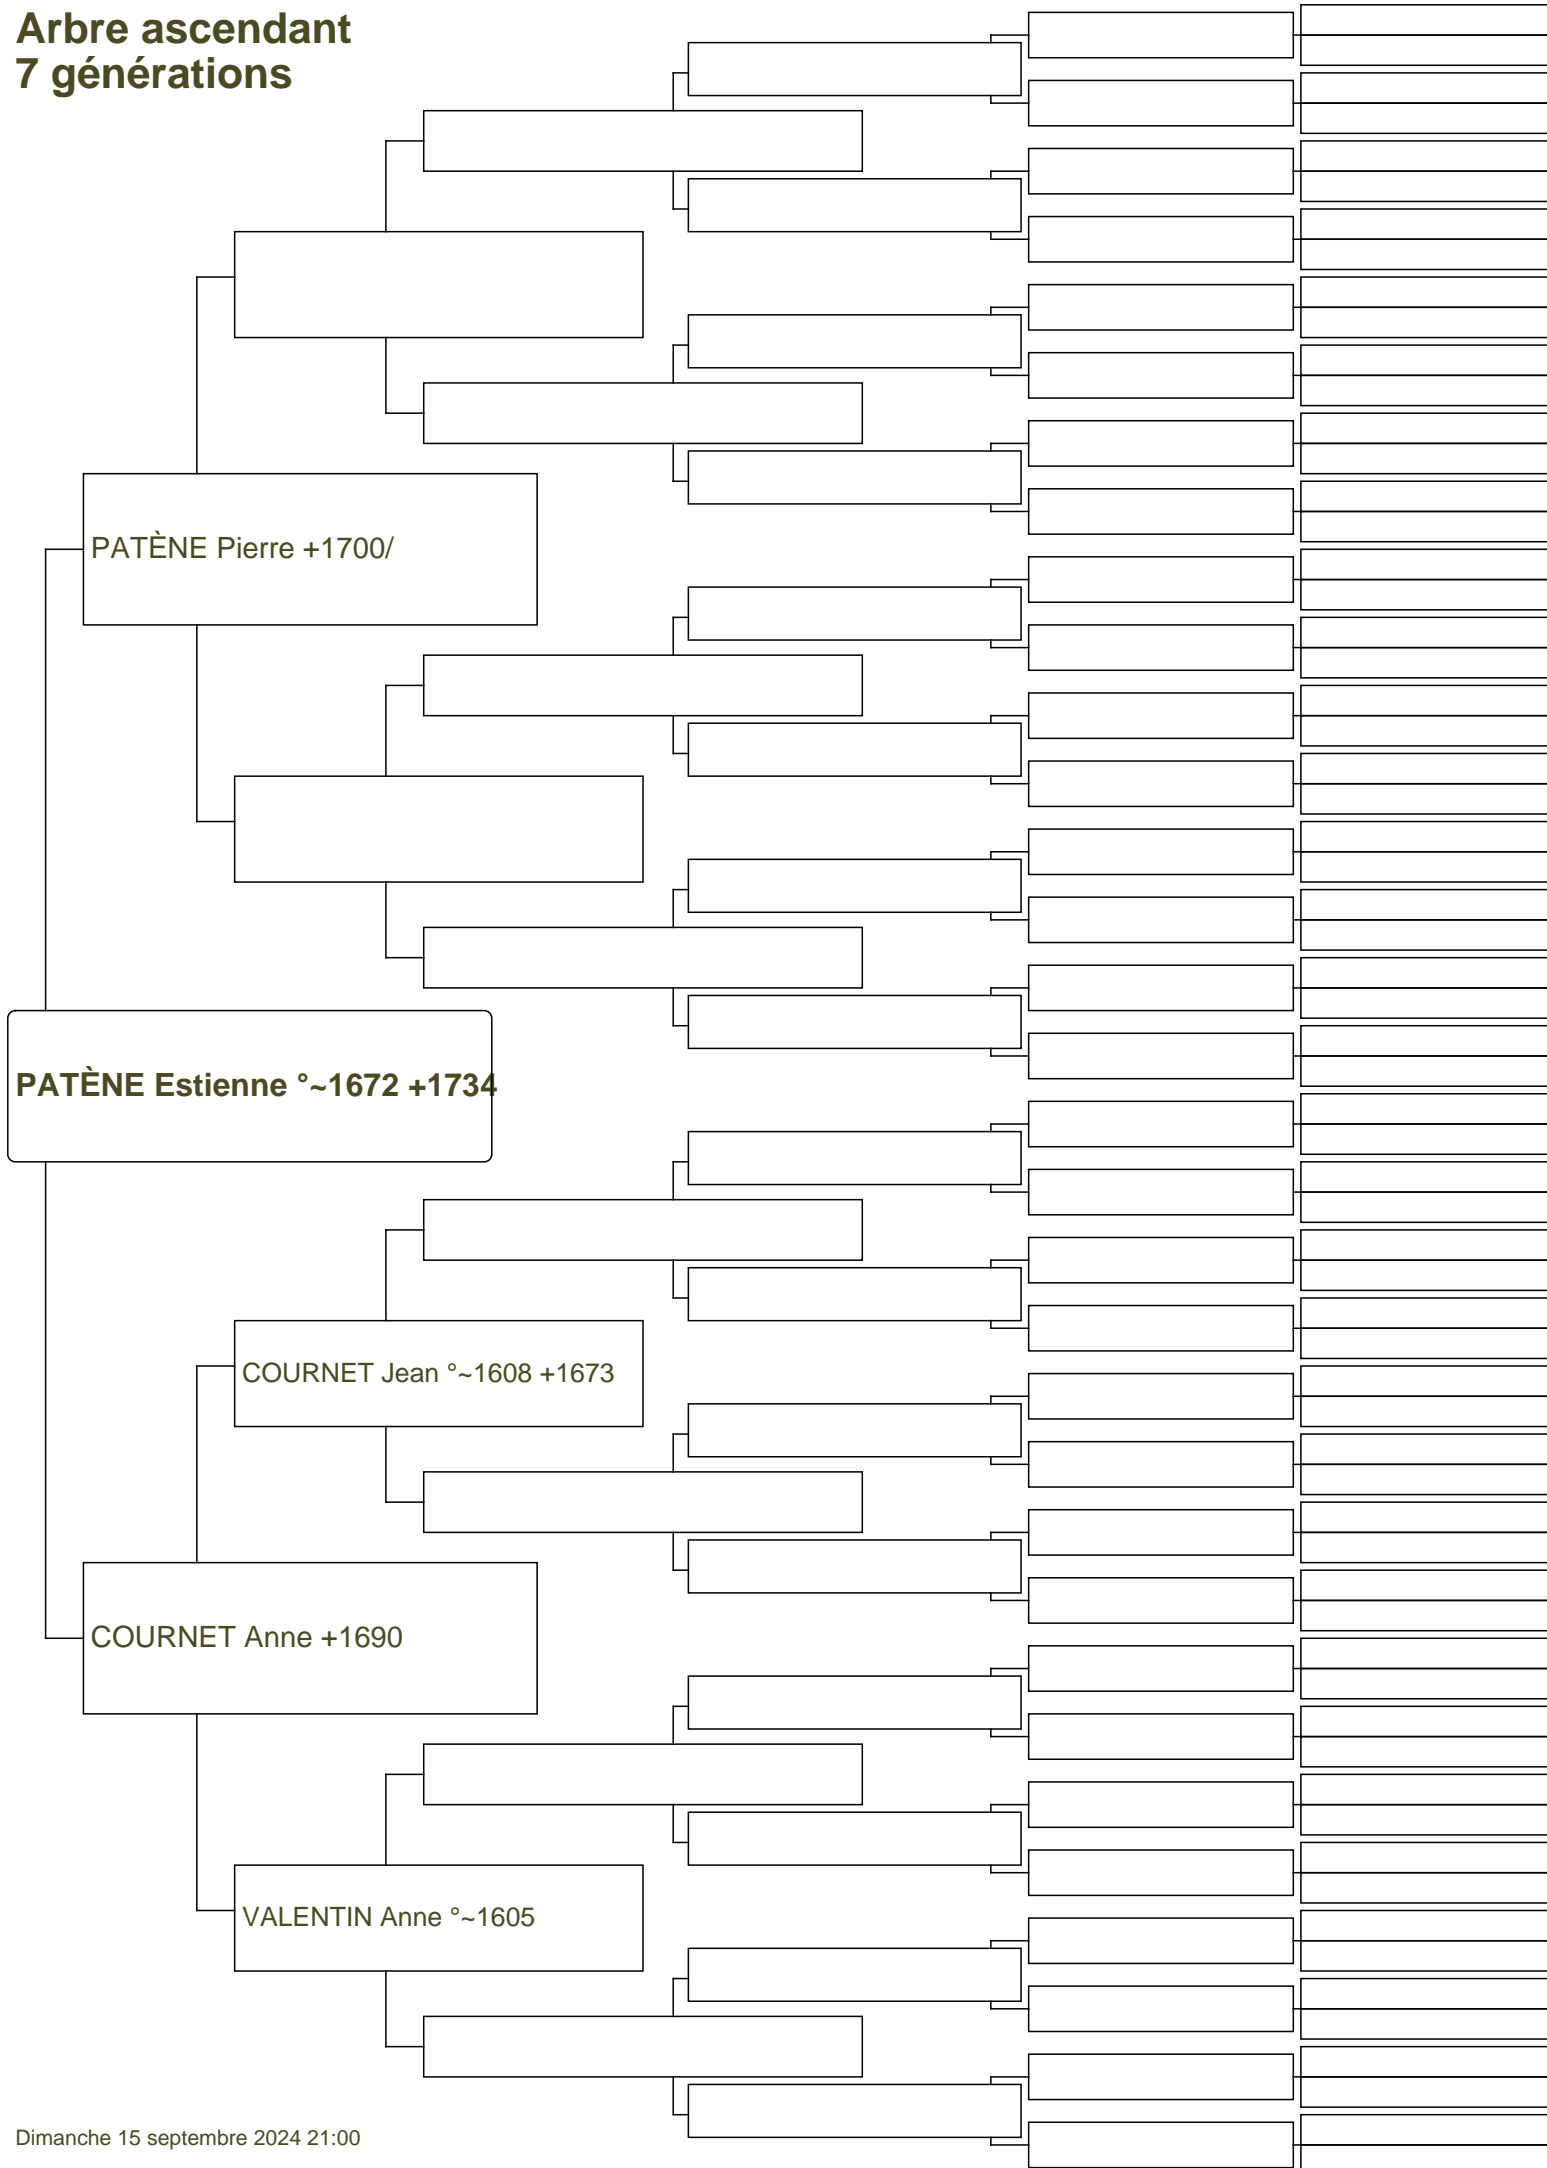 Arbre ascendant
7 générations
PATÈNE Pierre +1700/
PATÈNE Estienne °~1672 +1734
COURNET Jean °~1608 +1673
COURNET Anne +1690
VALENTIN Anne °~1605
Dimanche 15 septembre 2024 21:00